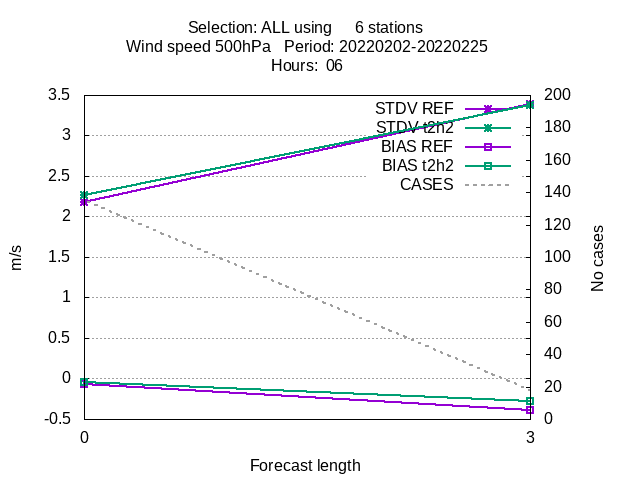 Selection: ALL using     6 stations
Wind speed 500hPa   Period: 20220202-20220225
Hours:  06
3.5
3
2.5
2
1.5
1
0.5
0
-0.5
m/s
200
180
160
140
120
100
80
60
40
20
0
No cases
STDV REF
STDV t2h2
BIAS REF
BIAS t2h2
CASES
0
3
Forecast length